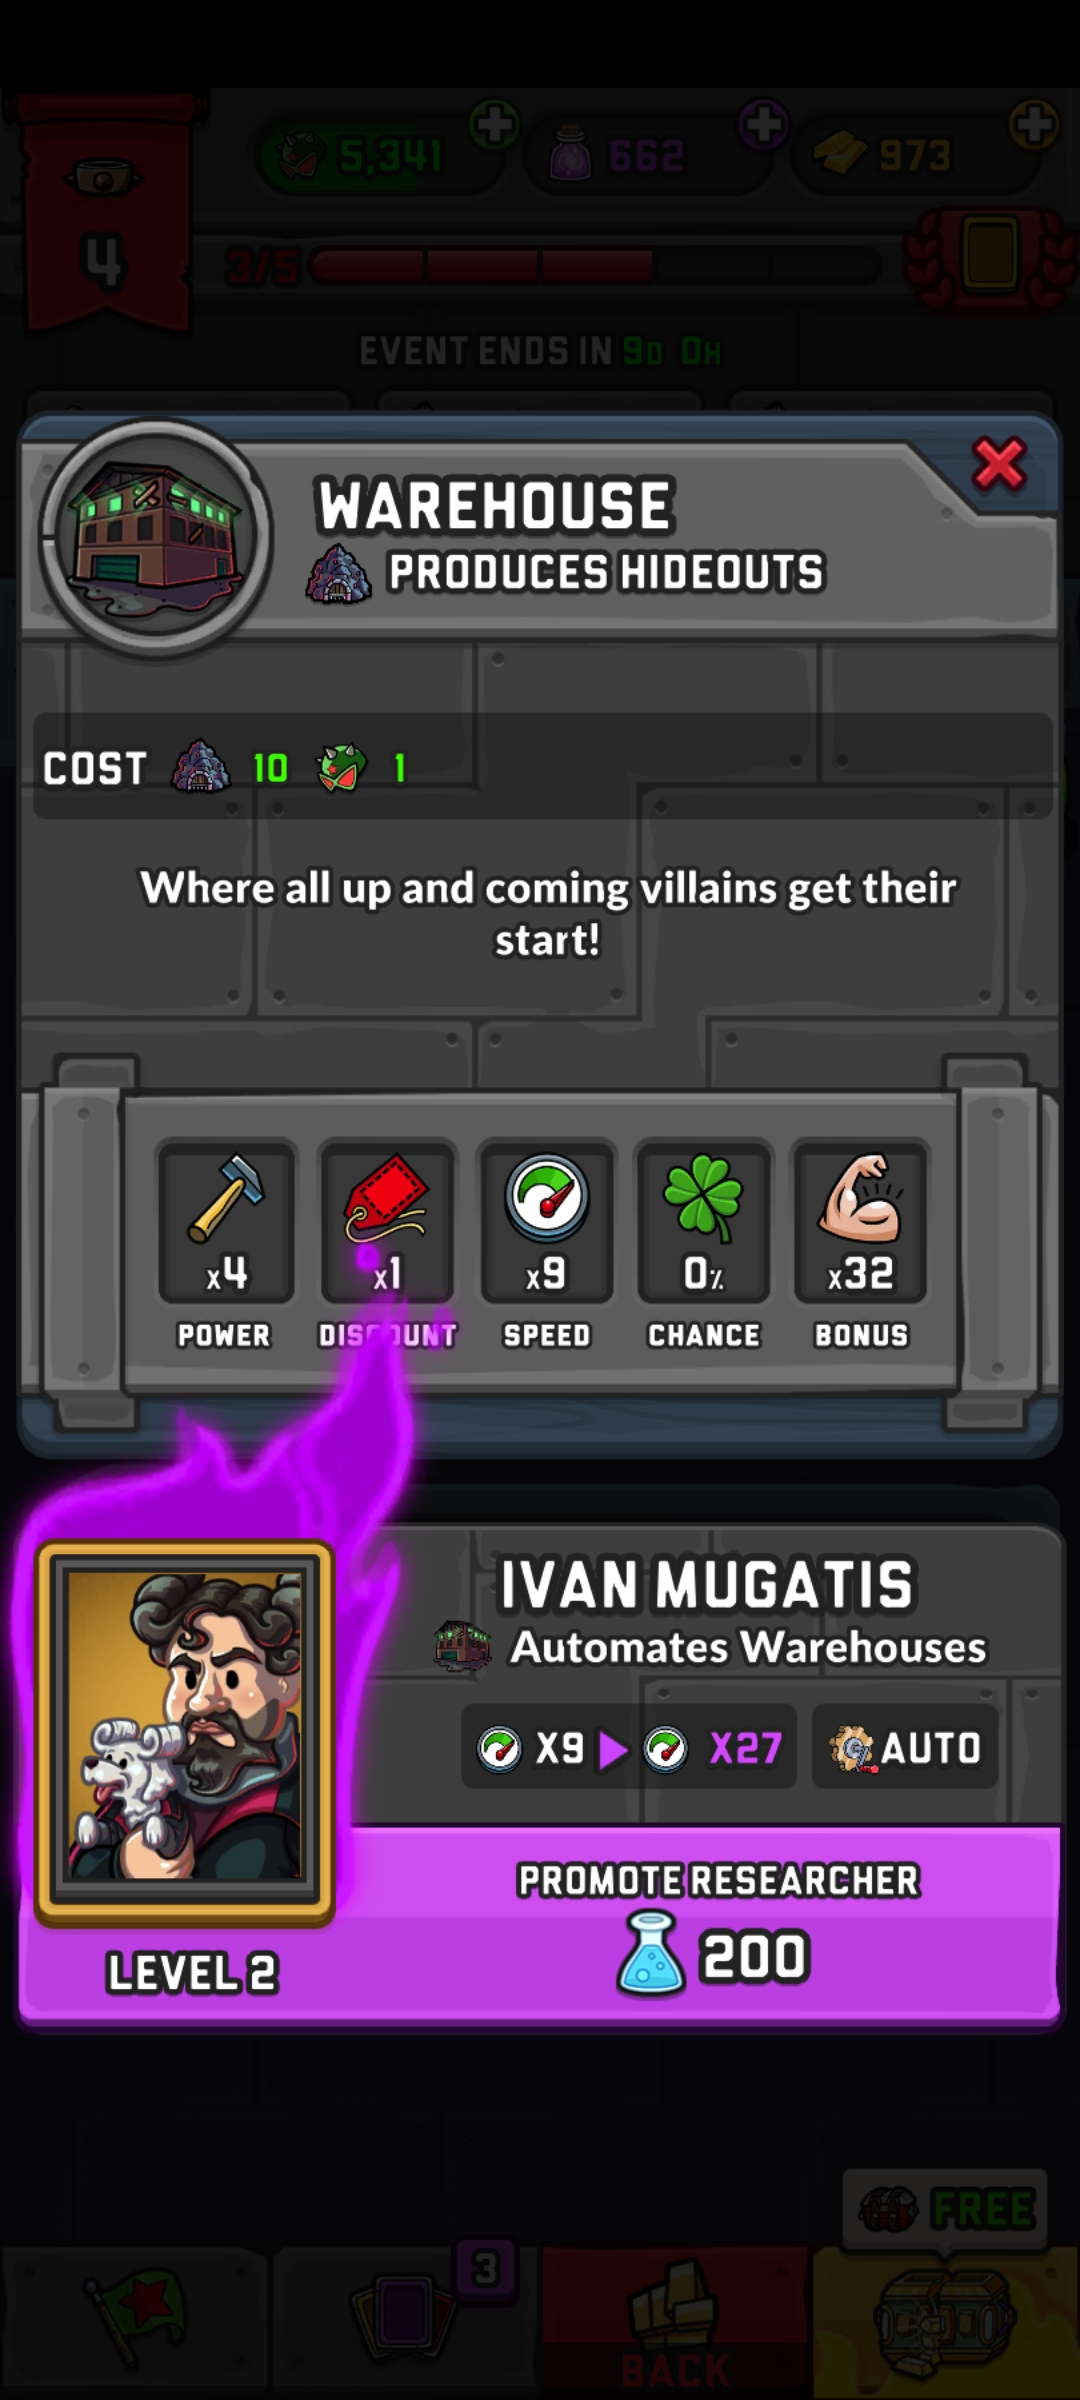 5,341
662
973
4
3/5
EVENT ENDS IN 9D 0H
WAREHOUSE
PRODUCES HIDEOUTS
COST 10 1
Where all up and coming villains get their
start!
x4 x1 x9 0% x32
POWER DISCOUNT SPEED CHANCE BONUS
IVAN MUGATIS
Automates Warehouses
X9 X27 AUTO
PROMOTE RESEARCHER
200
LEVEL 2
FREE
3
BACK